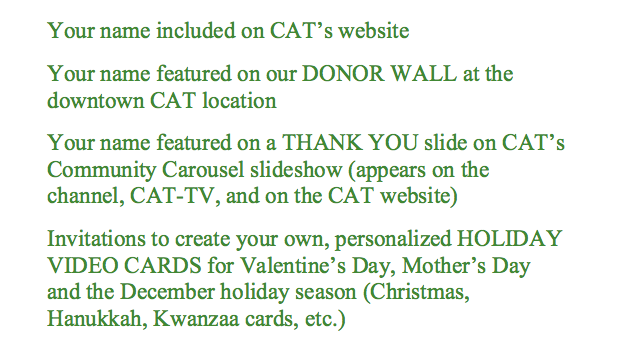 Your name included on CAT’s website
Your name featured on our DONOR WALL at the
downtown CAT location
Your name featured on a THANK YOU slide on CAT’s
Community Carousel slideshow (appears on the
channel, CAT-TV, and on the CAT website)
Invitations to create your own, personalized HOLIDAY
VIDEO CARDS for Valentine’s Day, Mother’s Day
and the December holiday season (Christmas,
Hanukkah, Kwanzaa cards, etc.)